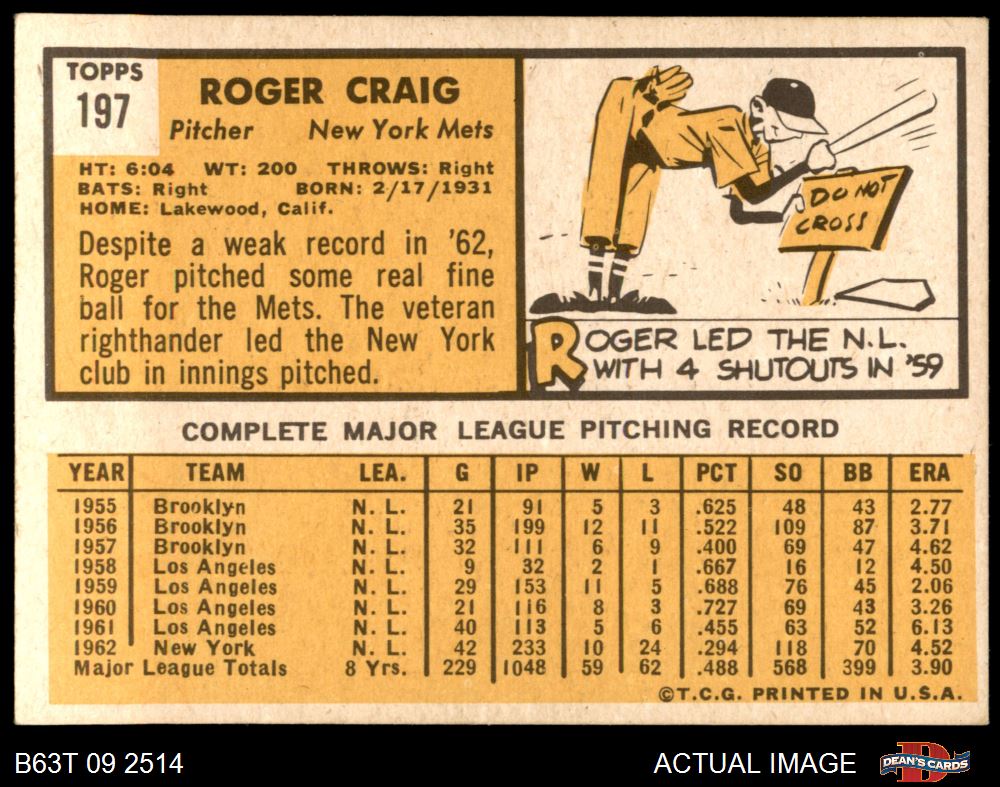 TOPPS
197
ROGER CRAIG
Pitcher New York Mets
HT: 6:04 WT: 200 THROWS: Right
BATS: Right BORN: 2/17/1931
HOME: Lakewood, Calif.
Despite a weak record in '62,
Roger pitched some real fine
ball for the Mets. The veteran
righthander led the New York
club in innings pitched.
DO NOT
CROSS
ROGER LED THE N.L.
WITH 4 SHUTOUTS IN '59
COMPLETE MAJOR LEAGUE PITCHING RECORD
YEAR TEAM LEA. G IP W L PCT SO BB ERA
1955 Brooklyn N. L. 21 91 5 3 .625 48 43 2.77
1956 Brooklyn N. L. 35 199 12 11 .522 109 87 3.71
1957 Brooklyn N. L. 32 111 6 9 .400 69 47 4.62
1958 Los Angeles N. L. 9 32 2 1 .667 16 12 4.50
1959 Los Angeles N. L. 29 153 11 5 .688 76 45 2.06
1960 Los Angeles N. L. 21 116 8 3 .727 69 43 3.26
1961 Los Angeles N. L. 40 113 5 6 .455 63 52 6.13
1962 New York N. L. 42 233 10 24 .294 118 70 4.52
Major League Totals 8 Yrs. 229 1048 59 62 .488 568 399 3.90
©T.C.G. PRINTED IN U.S.A.
B63T 09 2514 ACTUAL IMAGE
D
DEAN'S CARDS